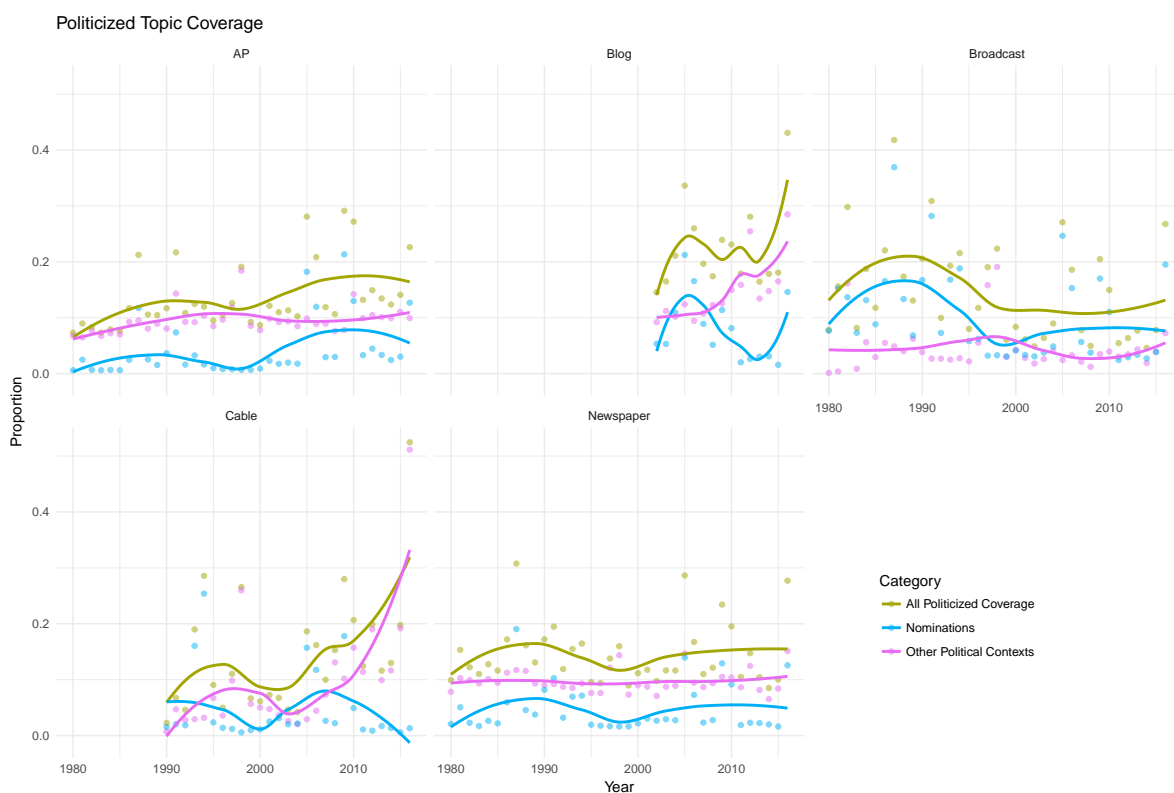 Politicized Topic Coverage
AP
Blog
Broadcast
0.4
0.2
0.0
1980
1990
2000
2010
Proportion
Cable
Newspaper
0.4
0.2
0.0
1980
1990
2000
2010
1980
1990
2000
2010
Year
Category
All Politicized Coverage
Nominations
Other Political Contexts